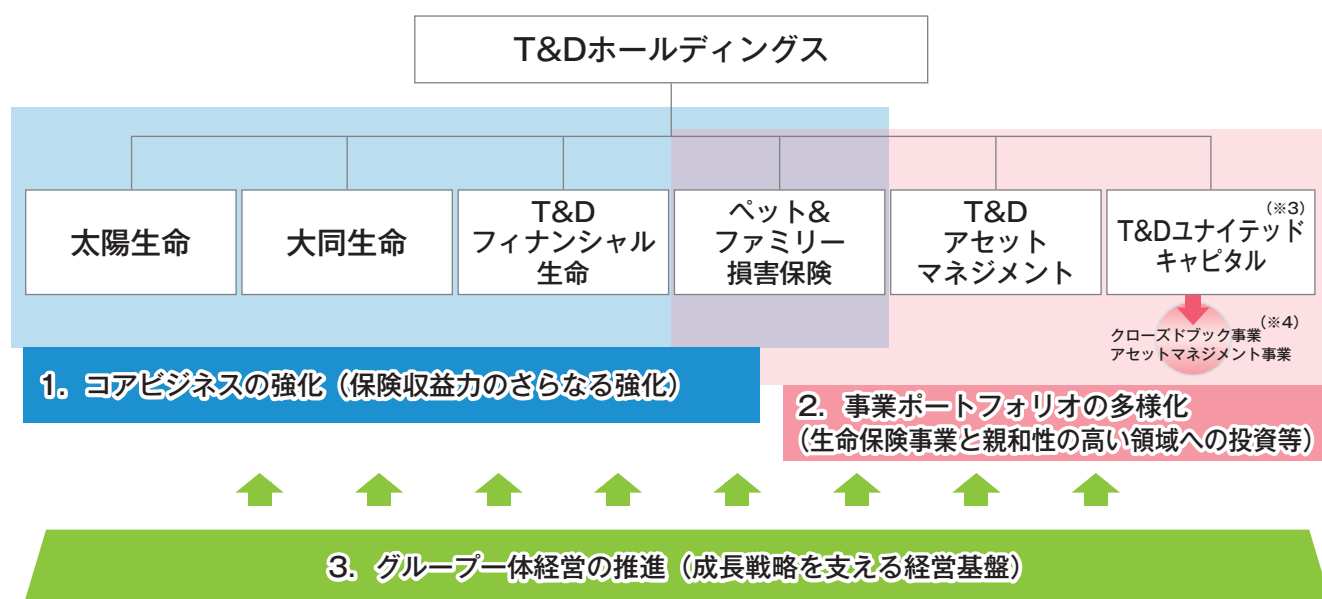 T&Dホールディングス
太陽生命
大同生命
T&D
フィナンシャル
生命
ペット&
ファミリー
損害保険
T&D
アセット
マネジメント
(※3)
T&Dユナイテッド
キャピタル
(※4)
クローズドブック事業
アセットマネジメント事業
1. コアビジネスの強化(保険収益力のさらなる強化)
2. 事業ポートフォリオの多様化
(生命保険事業と親和性の高い領域への投資等)
3. グループ一体経営の推進(成長戦略を支える経営基盤)